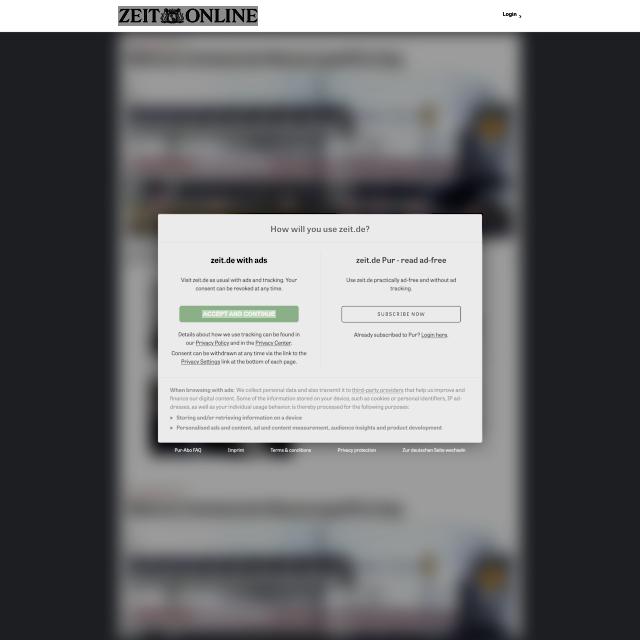 ZEIT ONLINE
Login
How will you use zeit.de?
zeit.de with ads
Visit zeit.de as usual with ads and tracking. Your
consent can be revoked at any time.
ACCEPT AND CONTINUE
Details about how we use tracking can be found in
our Privacy Policy and in the Privacy Center.
Consent can be withdrawn at any time via the link to the
Privacy Settings link at the bottom of each page.
zeit.de Pur - read ad-free
Use zeit.de practically ad-free and without ad
tracking.
SUBSCRIBE NOW
Already subscribed to Pur? Login here.
When browsing with ads: We collect personal data and also transmit it to third-party providers that help us improve and
finance our digital content. Some of the information stored on your device, such as cookies or personal identifiers, IP ad-
dresses, as well as your individual usage behavior, is thereby processed for the following purposes:
Storing and/or retrieving information on a device
Personalised ads and content, ad and content measurement, audience insights and product development
Pur-Abo FAQ Imprint Terms & conditions Privacy protection Zur deutschen Seite wechseln